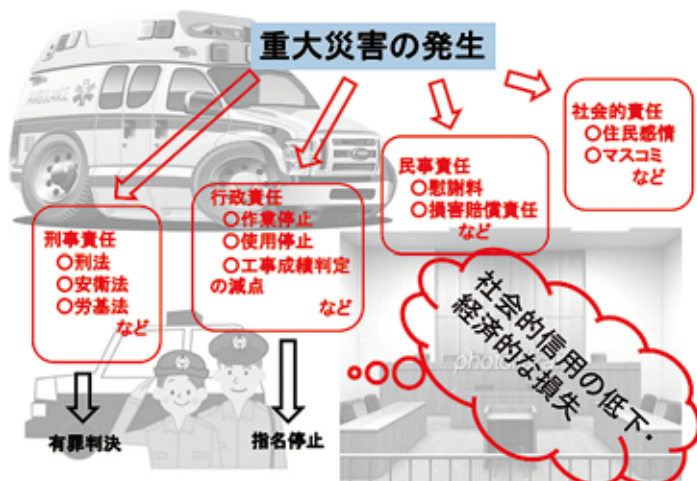 重大災害の発生
AMBULANCE
社会的責任
○住民感情
○マスコミ
など
民事責任
○慰謝料
○損害賠償責任
など
行政責任
○作業停止
○使用停止
○工事成績判定
の減点
など
刑事責任
○刑法
○安衛法
○労基法
など
社会的信用の低下・
経済的な損失
有罪判決
指名停止